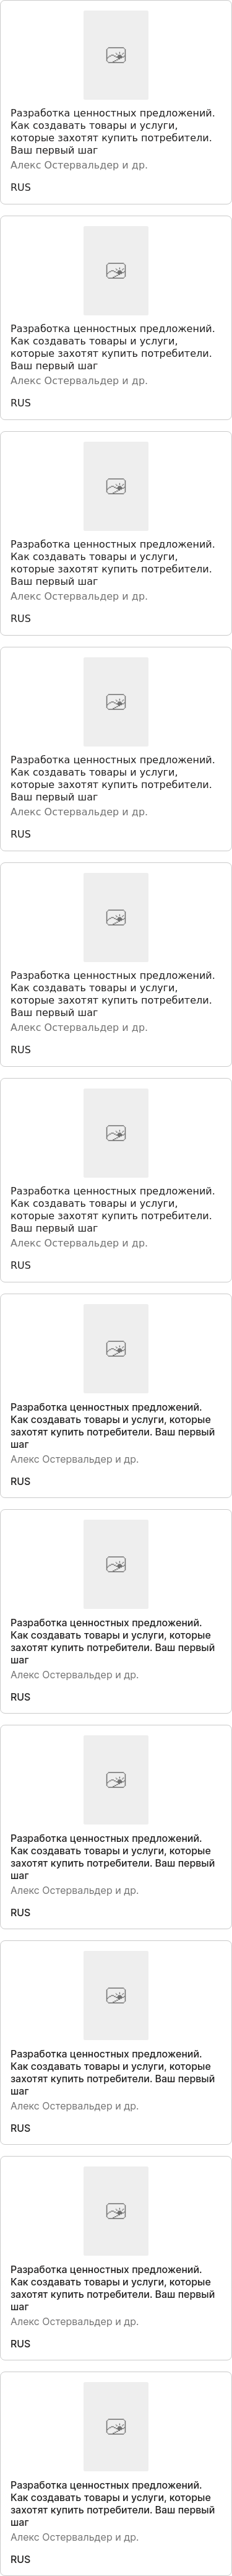 Разработка ценностных предложений.
Как создавать товары и услуги,
которые захотят купить потребители.
Ваш первый шаг
Алекс Остервальдер и др.
RUS
Разработка ценностных предложений.
Как создавать товары и услуги,
которые захотят купить потребители.
Ваш первый шаг
Алекс Остервальдер и др.
RUS
Разработка ценностных предложений.
Как создавать товары и услуги,
которые захотят купить потребители.
Ваш первый шаг
Алекс Остервальдер и др.
RUS
Разработка ценностных предложений.
Как создавать товары и услуги,
которые захотят купить потребители.
Ваш первый шаг
Алекс Остервальдер и др.
RUS
Разработка ценностных предложений.
Как создавать товары и услуги,
которые захотят купить потребители.
Ваш первый шаг
Алекс Остервальдер и др.
RUS
Разработка ценностных предложений.
Как создавать товары и услуги,
которые захотят купить потребители.
Ваш первый шаг
Алекс Остервальдер и др.
RUS
Разработка ценностных предложений.
Как создавать товары и услуги, которые
захотят купить потребители. Ваш первый
шаг
Алекс Остервальдер и др.
RUS
Разработка ценностных предложений.
Как создавать товары и услуги, которые
захотят купить потребители. Ваш первый
шаг
Алекс Остервальдер и др.
RUS
Разработка ценностных предложений.
Как создавать товары и услуги, которые
захотят купить потребители. Ваш первый
шаг
Алекс Остервальдер и др.
RUS
Разработка ценностных предложений.
Как создавать товары и услуги, которые
захотят купить потребители. Ваш первый
шаг
Алекс Остервальдер и др.
RUS
Разработка ценностных предложений.
Как создавать товары и услуги, которые
захотят купить потребители. Ваш первый
шаг
Алекс Остервальдер и др.
RUS
Разработка ценностных предложений.
Как создавать товары и услуги, которые
захотят купить потребители. Ваш первый
шаг
Алекс Остервальдер и др.
RUS